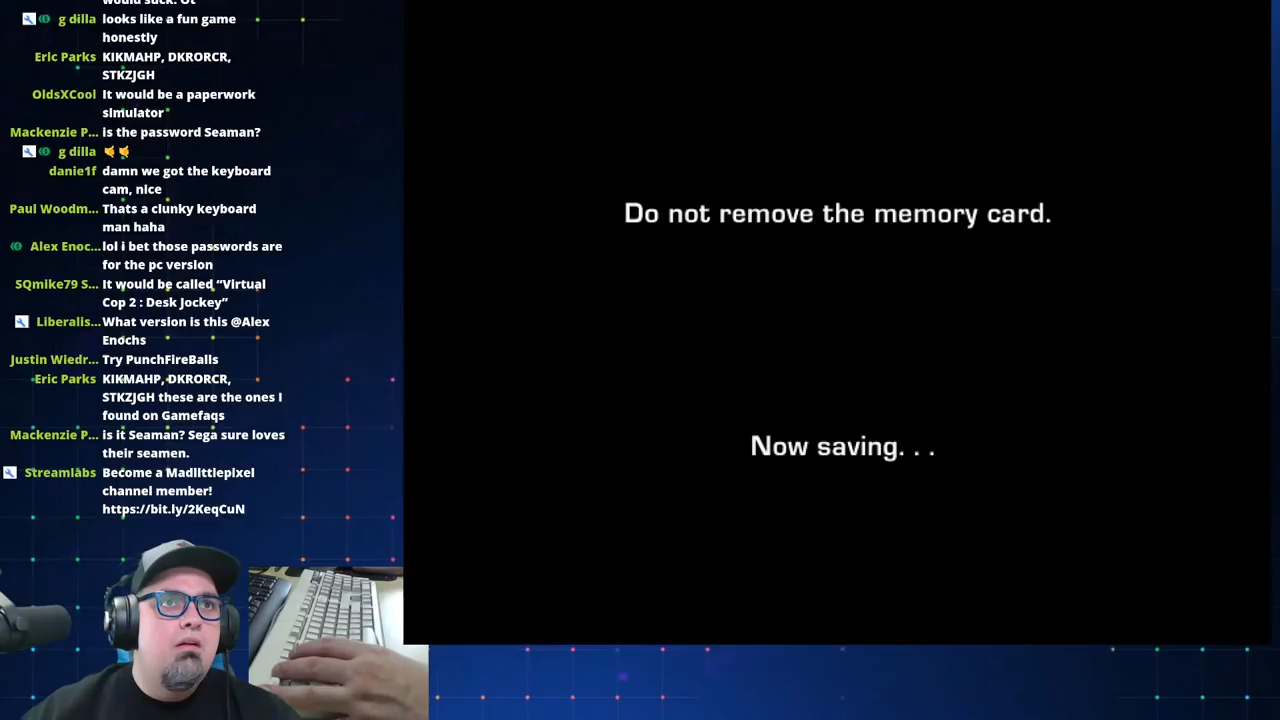 would suck. Ot
g dilla looks like a fun game
honestly
Eric Parks KIKMAHP, DKRORCR,
STKZJGH
OldsXCool It would be a paperwork
simulator
Mackenzie P... is the password Seaman?
g dilla 🤙🤙
danie1f damn we got the keyboard
cam, nice
Paul Woodm... Thats a clunky keyboard
man haha
Alex Enoc... lol i bet those passwords are
for the pc version
SQmike79 S... It would be called “Virtual
Cop 2 : Desk Jockey”
Liberalis... What version is this @Alex
Enochs
Justin Wiedr... Try PunchFireBalls
Eric Parks KIKMAHP, DKRORCR,
STKZJGH these are the ones I
found on Gamefaqs
Mackenzie P... is it Seaman? Sega sure loves
their seamen.
Streamlabs Become a Madlittlepixel
channel member!
https://bit.ly/2KeqCuN
Do not remove the memory card.
Now saving. . .